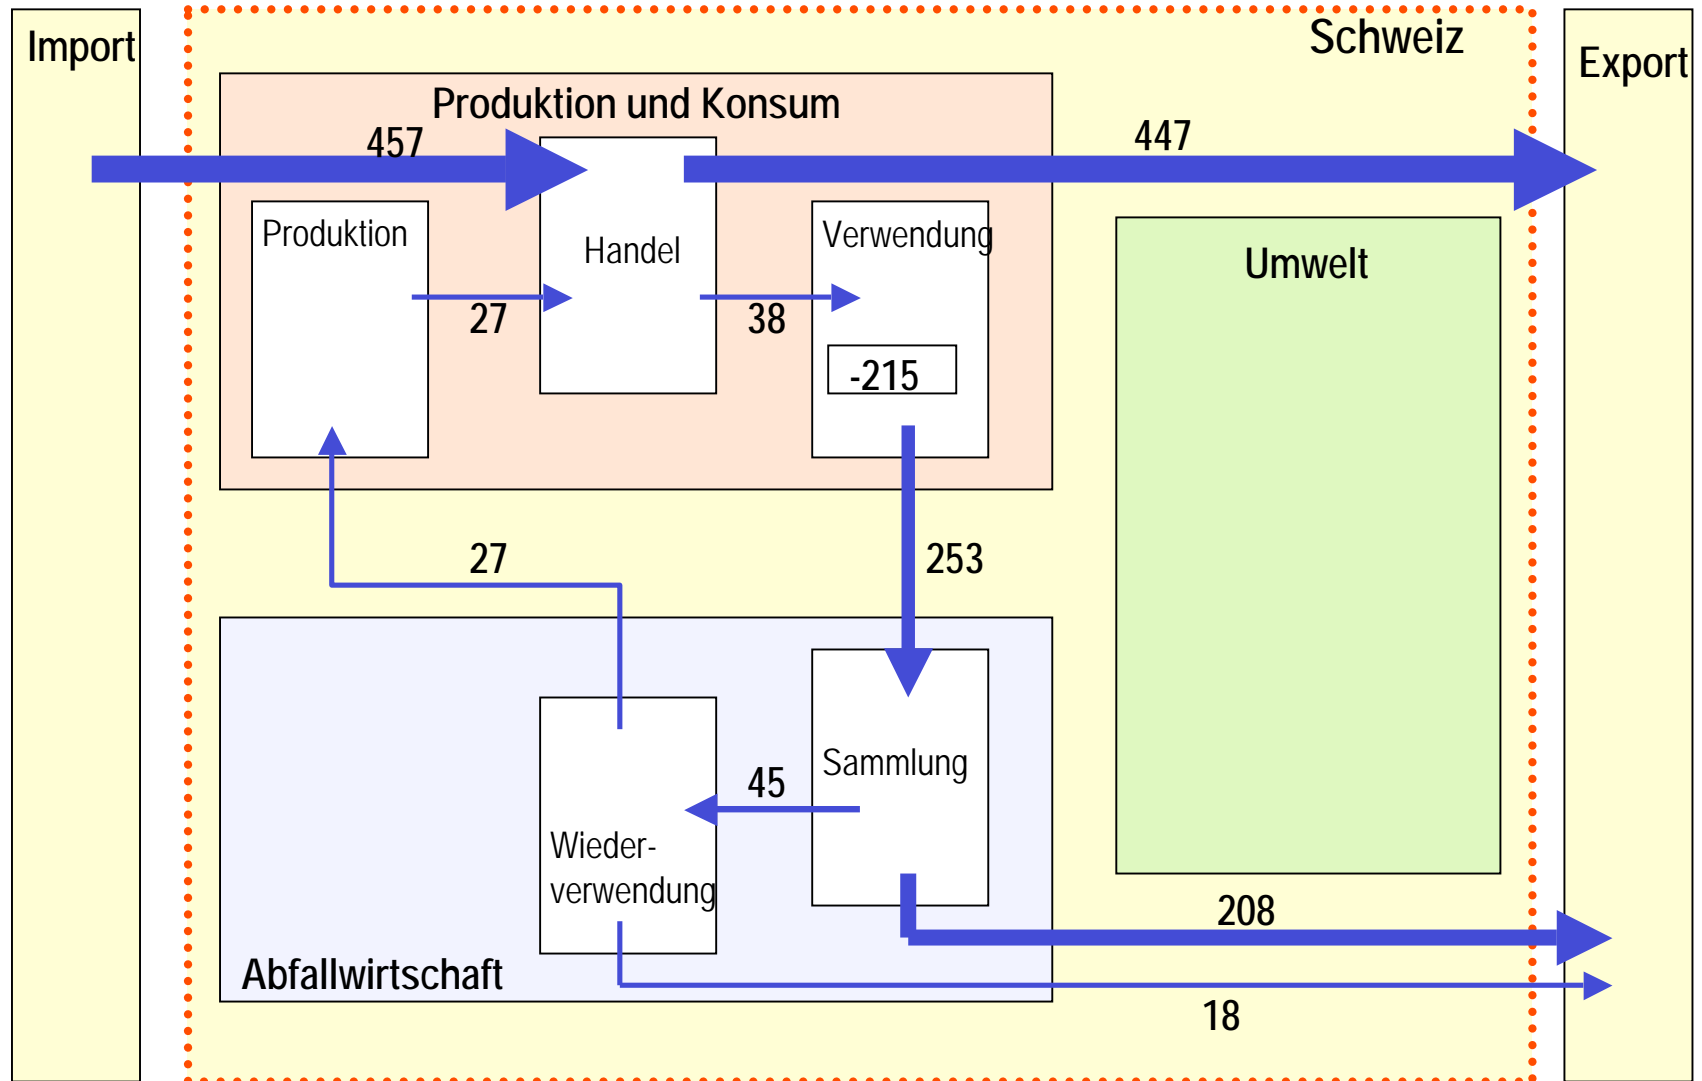 Import
Schweiz
Export
Produktion und Konsum
457
447
Produktion
Handel
Verwendung
Umwelt
27
38
-215
27
253
Sammlung
45
Wieder-
verwendung
208
Abfallwirtschaft
18